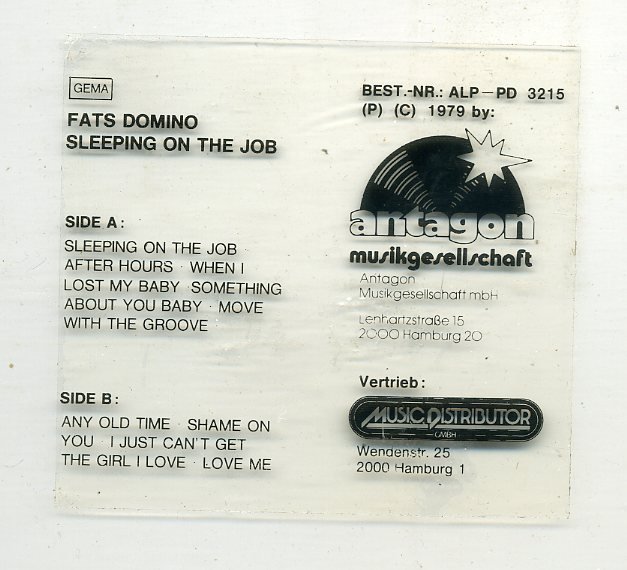 GEMA
FATS DOMINO
SLEEPING ON THE JOB
SIDE A:
SLEEPING ON THE JOB ·
AFTER HOURS · WHEN I
LOST MY BABY · SOMETHING
ABOUT YOU BABY · MOVE
WITH THE GROOVE
SIDE B:
ANY OLD TIME · SHAME ON
YOU · I JUST CAN'T GET
THE GIRL I LOVE · LOVE ME
BEST.-NR.: ALP–PD 3215
(P) (C) 1979 by:
antagon
musikgesellschaft
Antagon
Musikgesellschaft mbH
Lenhartzstraße 15
2000 Hamburg 20
Vertrieb:
MUSIC DISTRIBUTOR
GMBH
Wendenstr. 25
2000 Hamburg 1